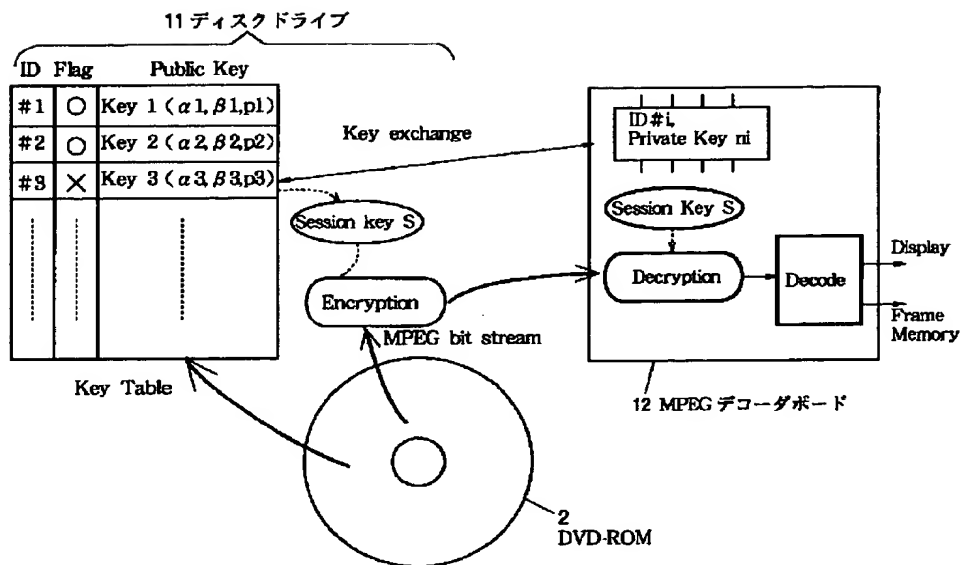 11 ディスクドライブ
ID Flag Public Key
#1 ○ Key 1 (α1,β1,p1)
#2 ○ Key 2 (α2,β2,p2)
#3 × Key 3 (α3,β3,p3)
Key Table
Key exchange
Session key S
Encryption
MPEG bit stream
ID#i,
Private Key ni
Session Key S
Decryption
Decode
Display
Frame
Memory
12 MPEG デコーダボード
2
DVD-ROM